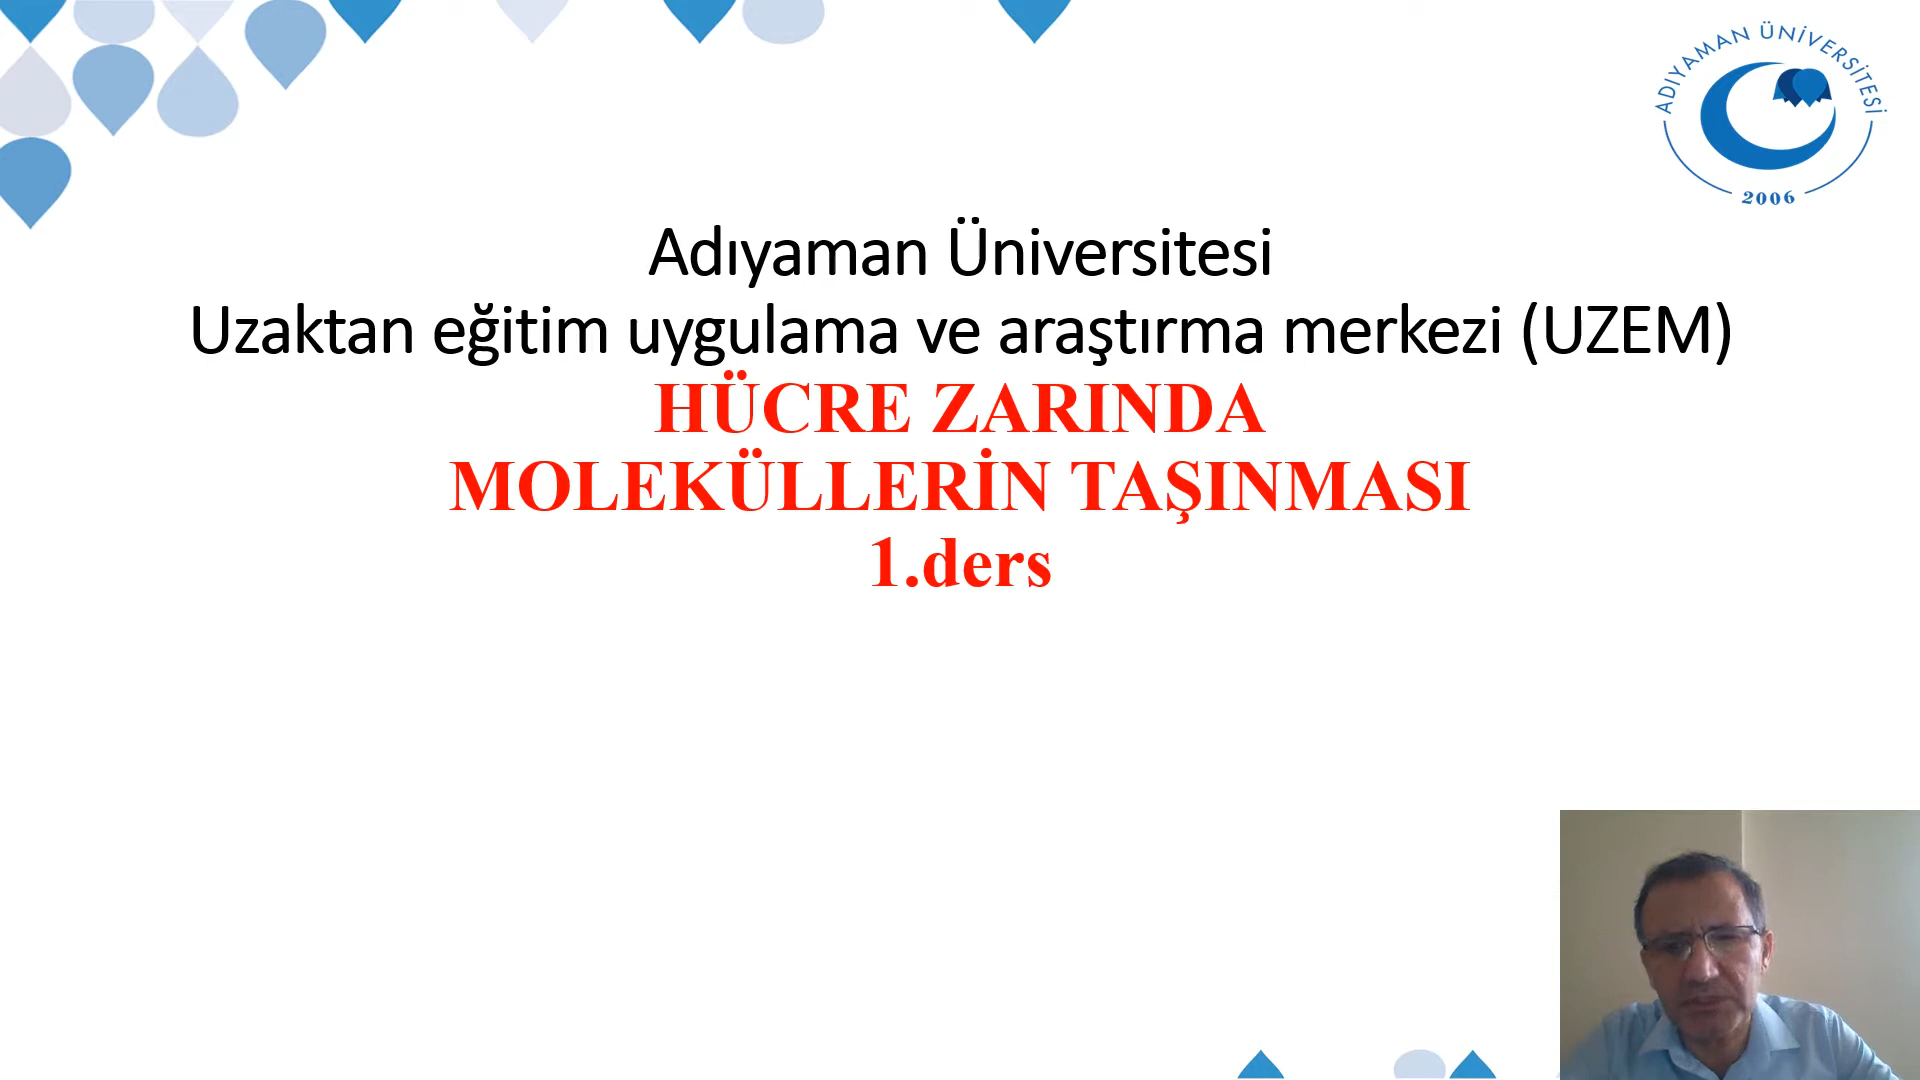 ADIYAMAN ÜNİVERSİTESİ
2006
Adıyaman Üniversitesi
Uzaktan eğitim uygulama ve araştırma merkezi (UZEM)
HÜCRE ZARINDA
MOLEKÜLLERİN TAŞINMASI
1.ders